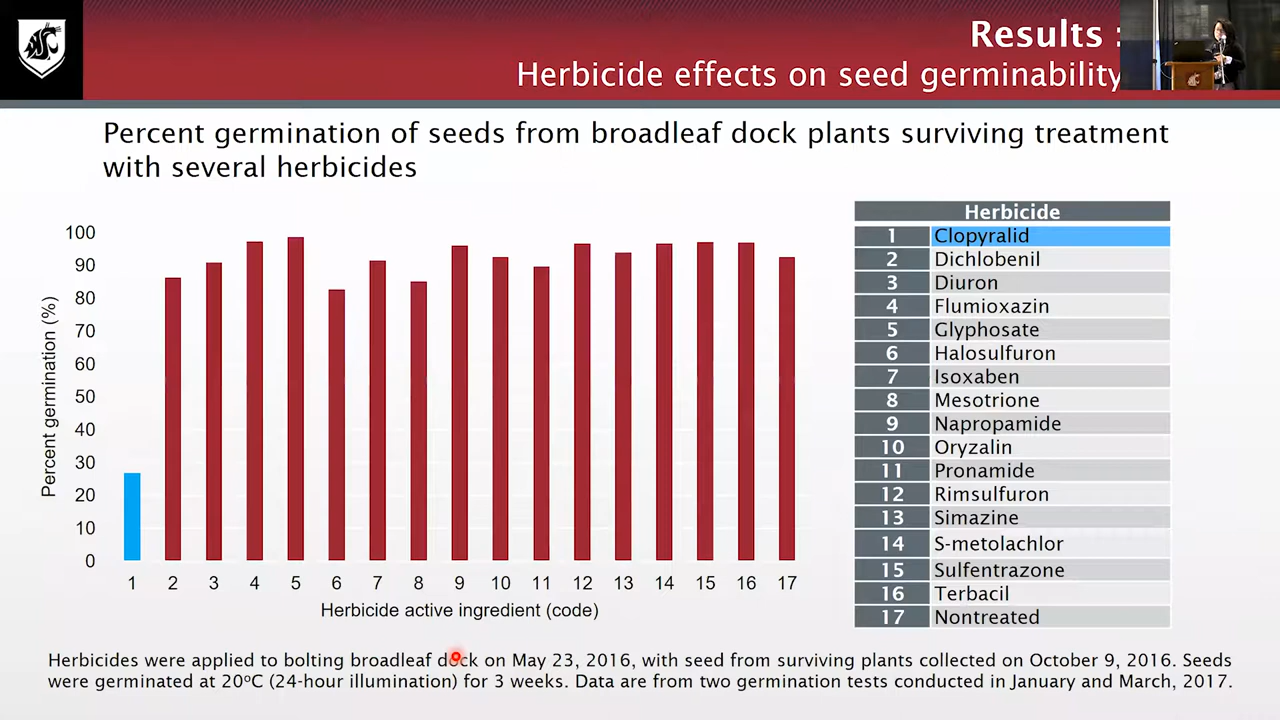 Results :
Herbicide effects on seed germinability
Percent germination of seeds from broadleaf dock plants surviving treatment
with several herbicides
Percent germination (%)
100
90
80
70
60
50
40
30
20
10
0
1 2 3 4 5 6 7 8 9 10 11 12 13 14 15 16 17
Herbicide active ingredient (code)
Herbicide
1 Clopyralid
2 Dichlobenil
3 Diuron
4 Flumioxazin
5 Glyphosate
6 Halosulfuron
7 Isoxaben
8 Mesotrione
9 Napropamide
10 Oryzalin
11 Pronamide
12 Rimsulfuron
13 Simazine
14 S-metolachlor
15 Sulfentrazone
16 Terbacil
17 Nontreated
Herbicides were applied to bolting broadleaf dock on May 23, 2016, with seed from surviving plants collected on October 9, 2016. Seeds
were germinated at 20ºC (24-hour illumination) for 3 weeks. Data are from two germination tests conducted in January and March, 2017.